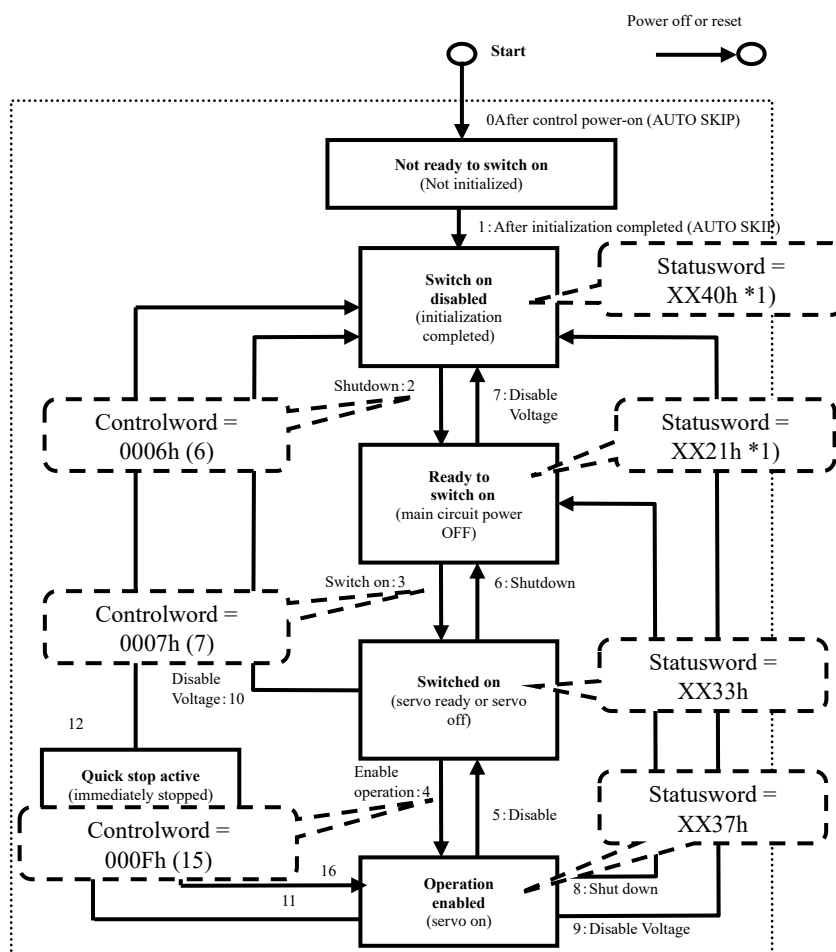 Power off or reset
Start
0After control power-on (AUTO SKIP)
Not ready to switch on
(Not initialized)
1:After initialization completed (AUTO SKIP)
Switch on
disabled
(initialization
completed)
Statusword =
XX40h *1)
Shutdown:2
7:Disable
Voltage
Controlword =
0006h (6)
Statusword =
XX21h *1)
Ready to
switch on
(main circuit power
OFF)
Switch on:3
6:Shutdown
Controlword =
0007h (7)
Disable
Voltage:10
Switched on
(servo ready or servo
off)
Statusword =
XX33h
12
Quick stop active
(immediately stopped)
Enable
operation:4
5:Disable
Statusword =
XX37h
Controlword =
000Fh (15)
16
11
Operation
enabled
(servo on)
8:Shut down
9:Disable Voltage